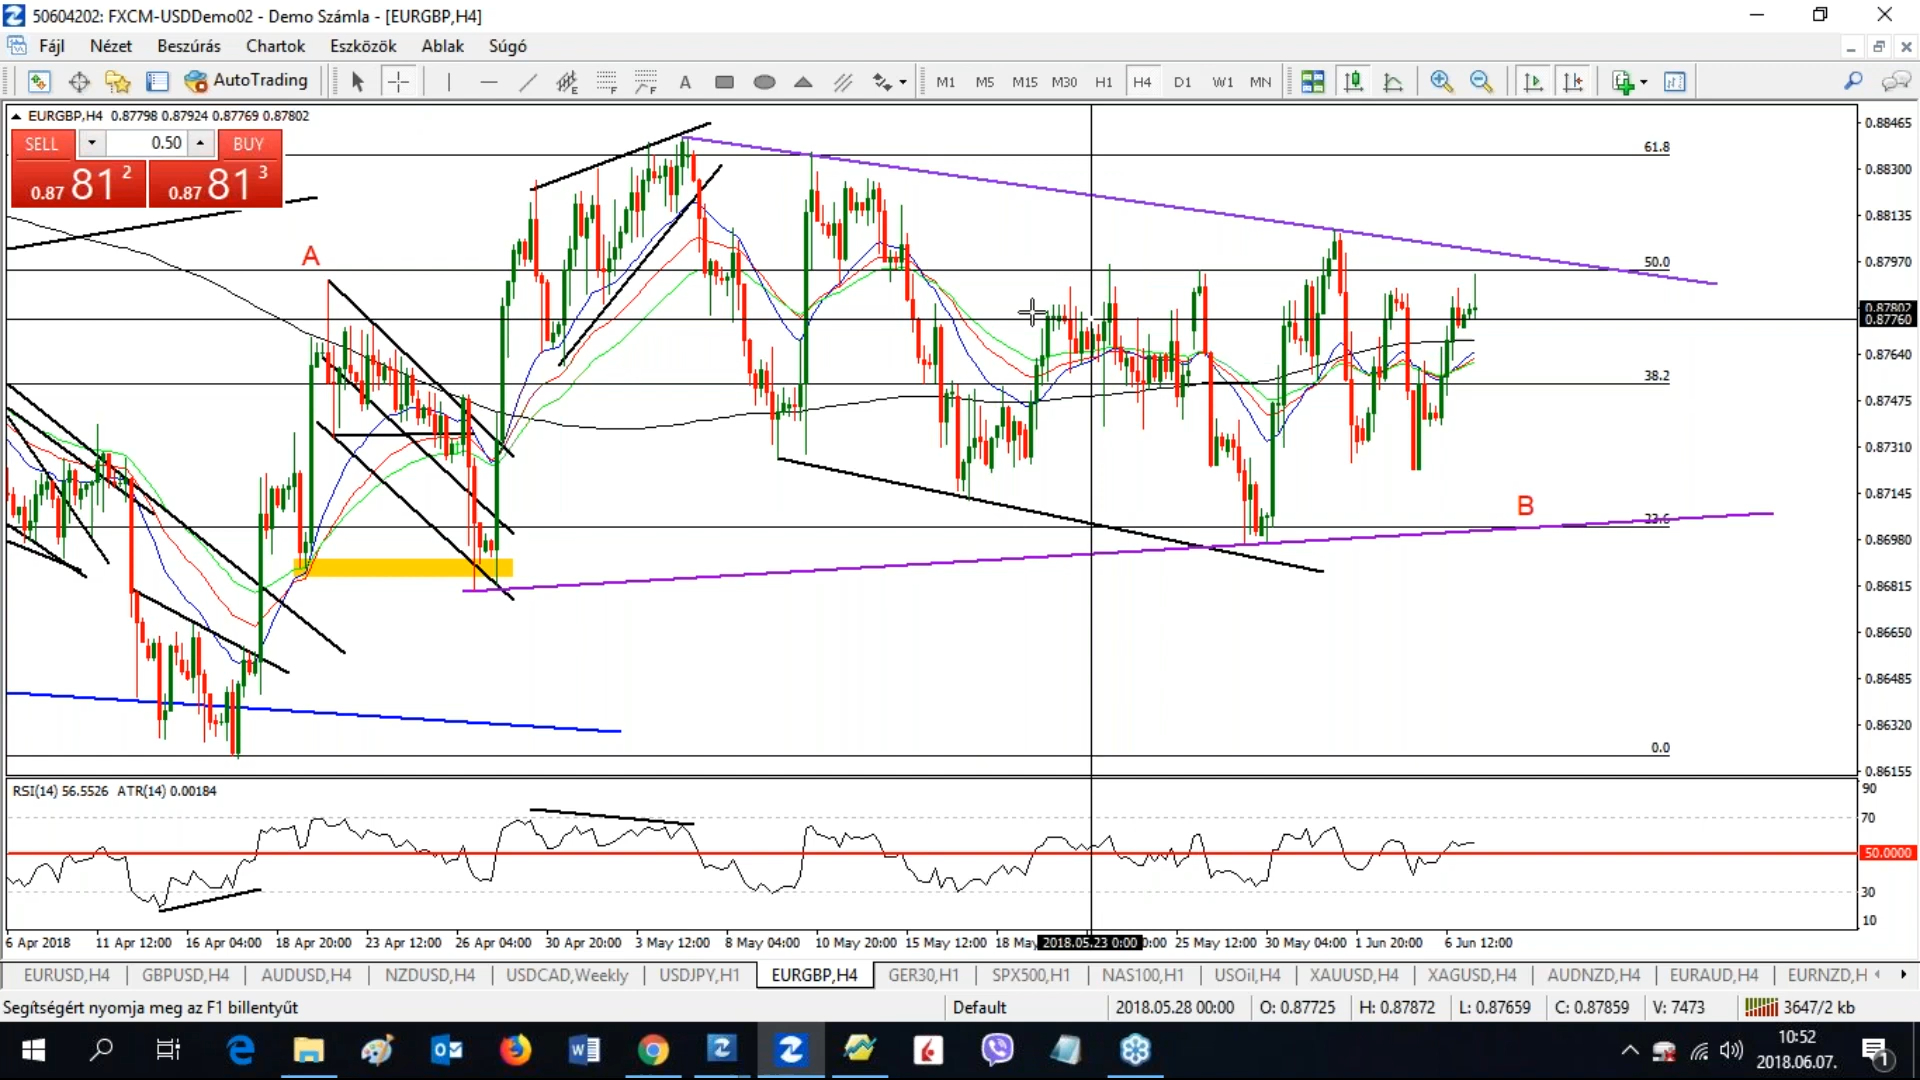 50604202: FXCM-USDDemo02 - Demo Számla - [EURGBP,H4]
Fájl Nézet Beszúrás Chartok Eszközök Ablak Súgó
AutoTrading M1 M5 M15 M30 H1 H4 D1 W1 MN
EURGBP,H4 0.87798 0.87924 0.87769 0.87802
SELL 0.50 BUY
0.87 81 2 0.87 81 3
0.88465
61.8
0.88300
0.88135
A
50.0
0.87970
0.87802
0.87760
0.87640
38.2
0.87475
0.87310
0.87145
B
23.6
0.86980
0.86815
0.86650
0.86485
0.86320
0.0
0.86155
RSI(14) 56.5526 ATR(14) 0.00184
90
70
50.0000
30
10
6 Apr 2018 11 Apr 12:00 16 Apr 04:00 18 Apr 20:00 23 Apr 12:00 26 Apr 04:00 30 Apr 20:00 3 May 12:00 8 May 04:00 10 May 20:00 15 May 12:00 18 May 2018.05.23 0:00 0:00 25 May 12:00 30 May 04:00 1 Jun 20:00 6 Jun 12:00
EURUSD,H4 GBPUSD,H4 AUDUSD,H4 NZDUSD,H4 USDCAD,Weekly USDJPY,H1 EURGBP,H4 GER30,H1 SPX500,H1 NAS100,H1 USOil,H4 XAUUSD,H4 XAGUSD,H4 AUDNZD,H4 EURAUD,H4 EURNZD,H
Segítségért nyomja meg az F1 billentyűt Default 2018.05.28 00:00 O: 0.87725 H: 0.87872 L: 0.87659 C: 0.87859 V: 7473 3647/2 kb
10:52
2018.06.07.
1